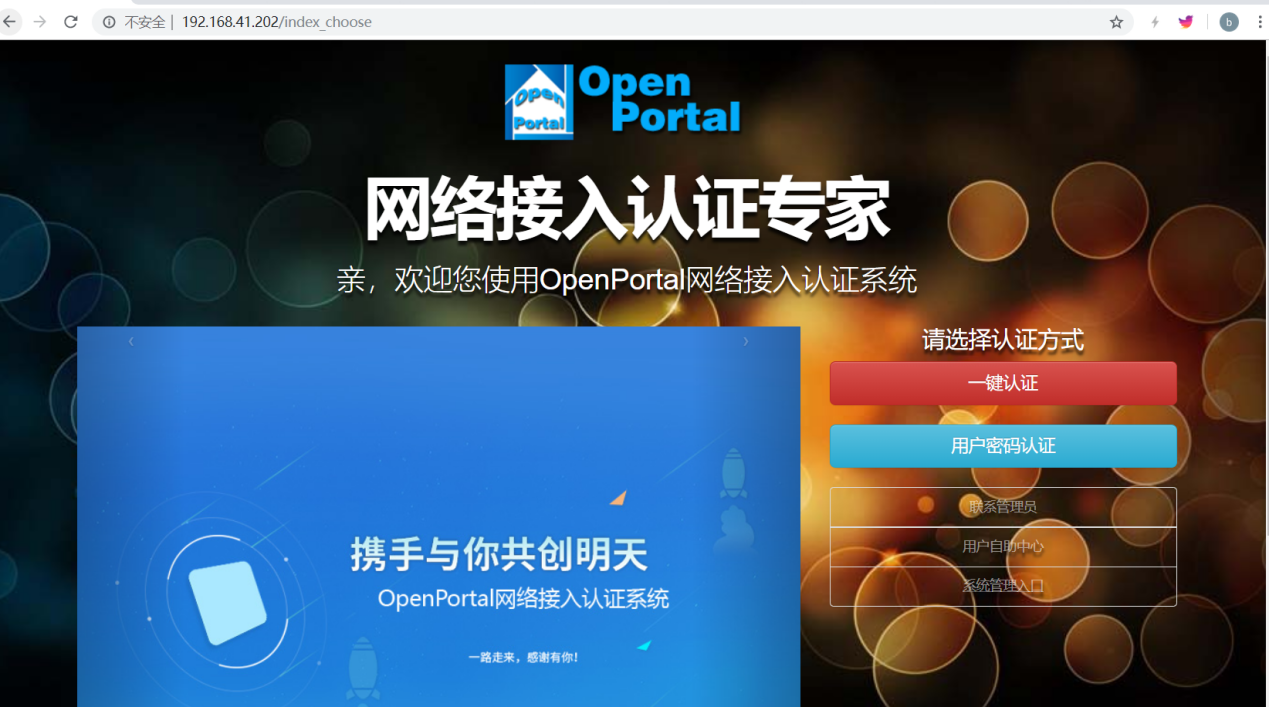 不安全 | 192.168.41.202/index_choose
b
Open
Portal
Open
Portal
网络接入认证专家
亲，欢迎您使用OpenPortal网络接入认证系统
请选择认证方式
一键认证
用户密码认证
联系管理员
用户自助中心
系统管理入口
携手与你共创明天
OpenPortal网络接入认证系统
一路走来，感谢有你！